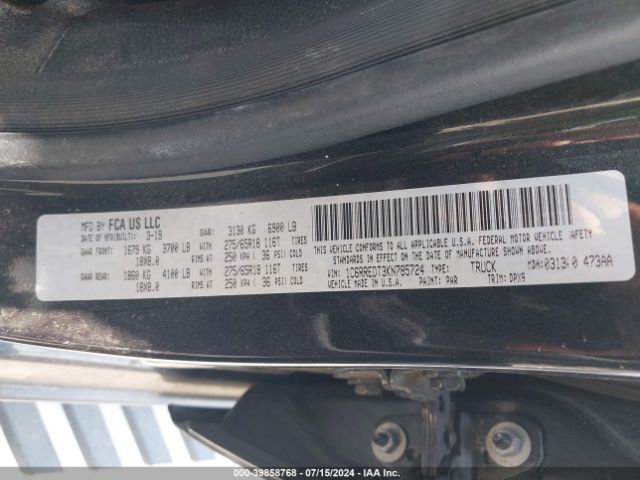 MFD BY FCA US LLC GVWR: 3130 KG 6900 LB
DATE OF MFR(BUILT): 3-19
GAWR FRONT: 1679 KG 3700 LB WITH 275/65R18 116T TIRES
18X8.0 RIMS AT 250 KPA ( 36 PSI) COLD
GAWR REAR: 1860 KG 4100 LB WITH 275/65R18 116T TIRES
18X8.0 RIMS AT 250 KPA ( 36 PSI) COLD
THIS VEHICLE CONFORMS TO ALL APPLICABLE U.S.A. FEDERAL MOTOR VEHICLE SAFETY
STANDARDS IN EFFECT ON THE DATE OF MANUFACTURE SHOWN ABOVE.
VIN: 1C6RREDT3KN785724 TYPE: TRUCK MDH: 473AA
VEHICLE MADE IN U.S.A. PAINT: PAR TRIM: DPX9
000-39858768 - 07/15/2024 - IAA Inc.